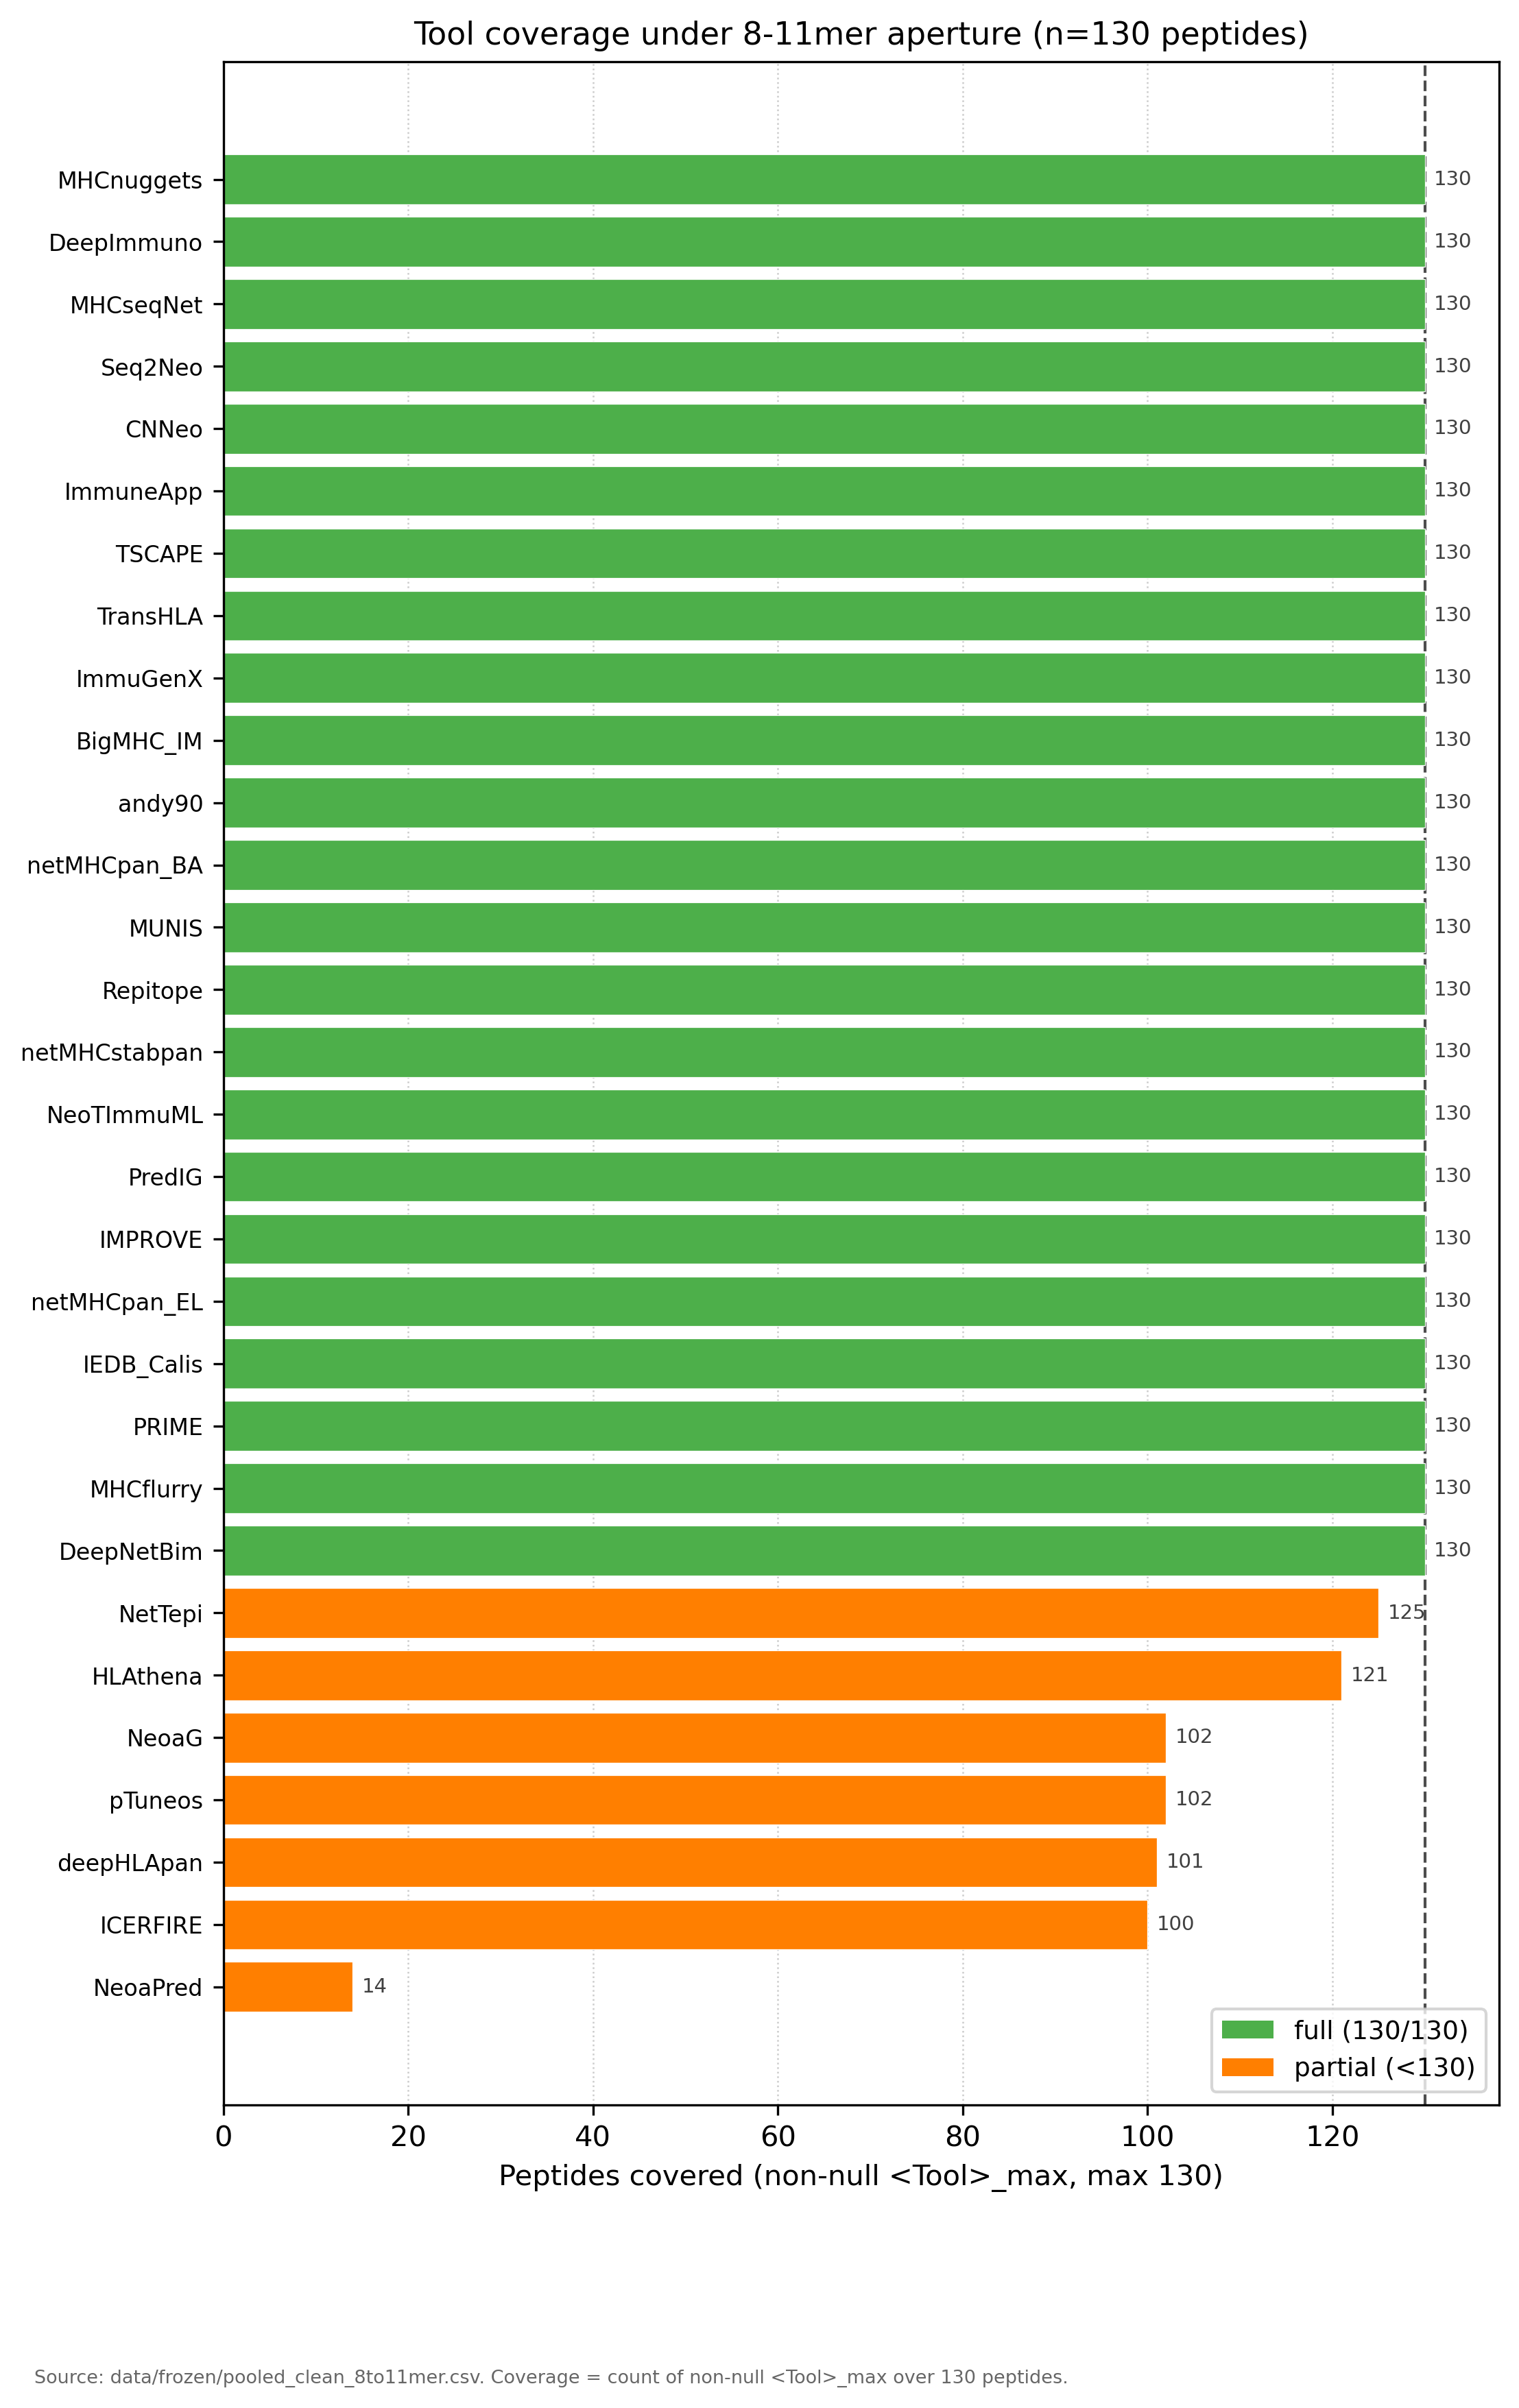 Tool coverage under 8-11mer aperture (n=130 peptides)
MHCnuggets 130
DeepImmuno 130
MHCseqNet 130
Seq2Neo 130
CNNeo 130
ImmuneApp 130
TSCAPE 130
TransHLA 130
ImmuGenX 130
BigMHC_IM 130
andy90 130
netMHCpan_BA 130
MUNIS 130
Repitope 130
netMHCstabpan 130
NeoTImmuML 130
PredIG 130
IMPROVE 130
netMHCpan_EL 130
IEDB_Calis 130
PRIME 130
MHCflurry 130
DeepNetBim 130
NetTepi 125
HLAthena 121
NeoaG 102
pTuneos 102
deepHLApan 101
ICERFIRE 100
NeoaPred 14
full (130/130)
partial (<130)
0 20 40 60 80 100 120
Peptides covered (non-null <Tool>_max, max 130)
Source: data/frozen/pooled_clean_8to11mer.csv. Coverage = count of non-null <Tool>_max over 130 peptides.